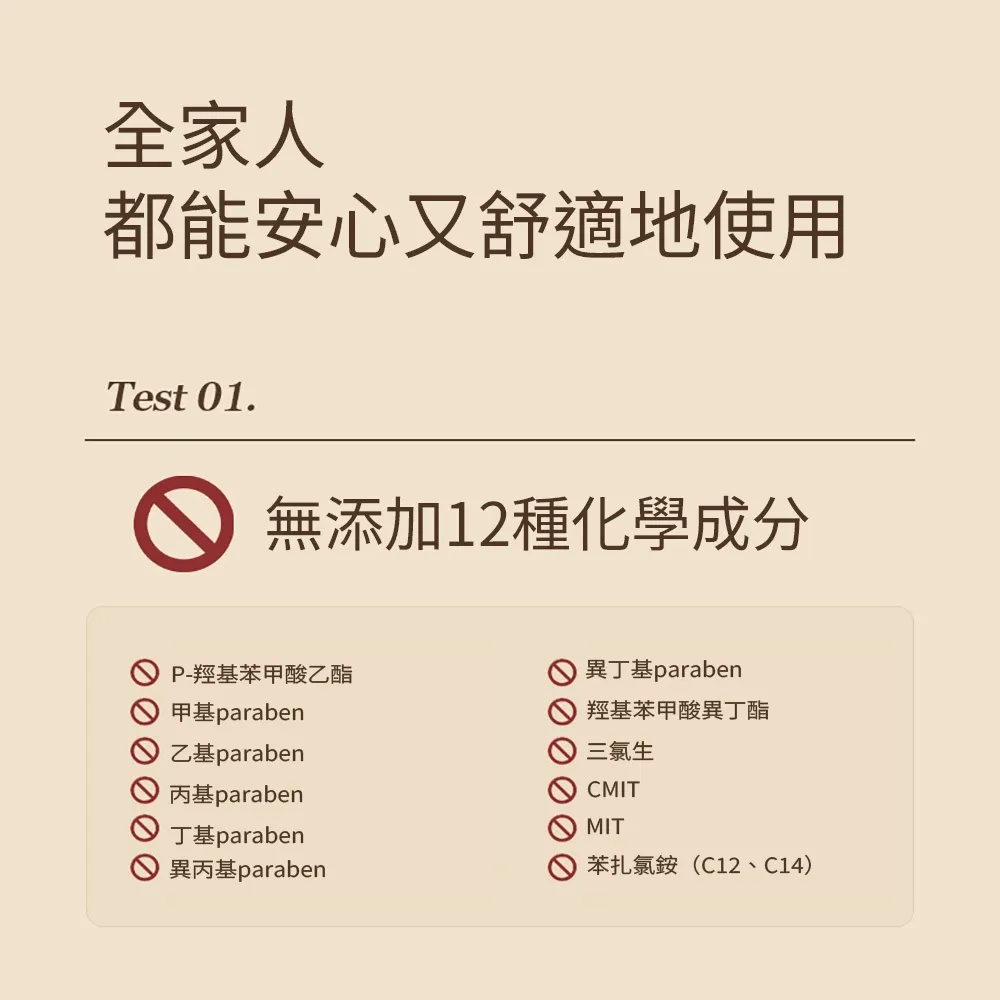 全家人
都能安心又舒適地使用
Test 01.
無添加12種化學成分
P-羥基苯甲酸乙酯
甲基paraben
乙基paraben
丙基paraben
丁基paraben
異丙基paraben
異丁基paraben
羥基苯甲酸異丁酯
三氯生
CMIT
MIT
苯扎氯銨（C12、C14）